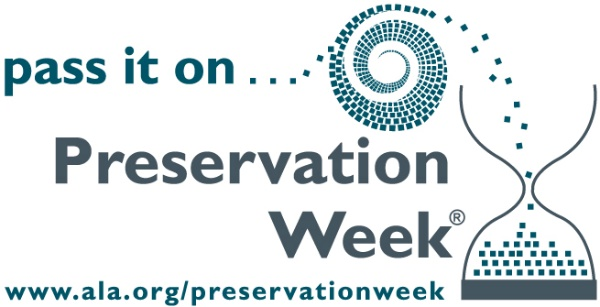 pass it on ...
Preservation
Week®
www.ala.org/preservationweek